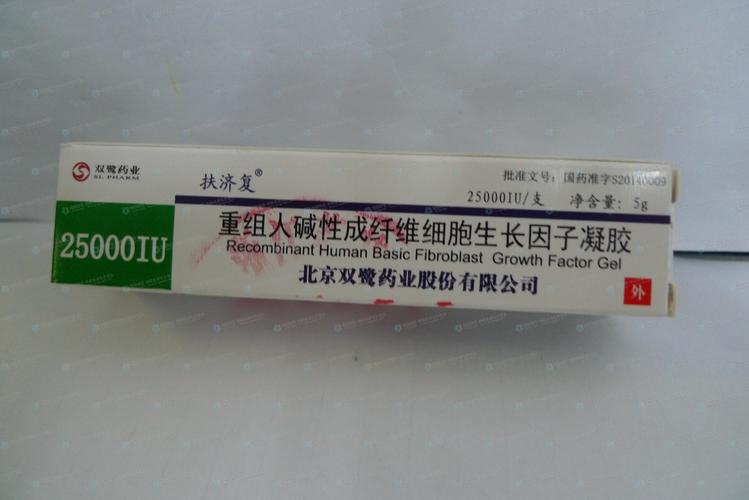 双鹭药业
SL PHARM
扶济复®
批准文号：国药准字S20140009
25000IU/支 净含量：5g
25000IU
重组人碱性成纤维细胞生长因子凝胶
Recombinant Human Basic Fibroblast Growth Factor Gel
北京双鹭药业股份有限公司
外